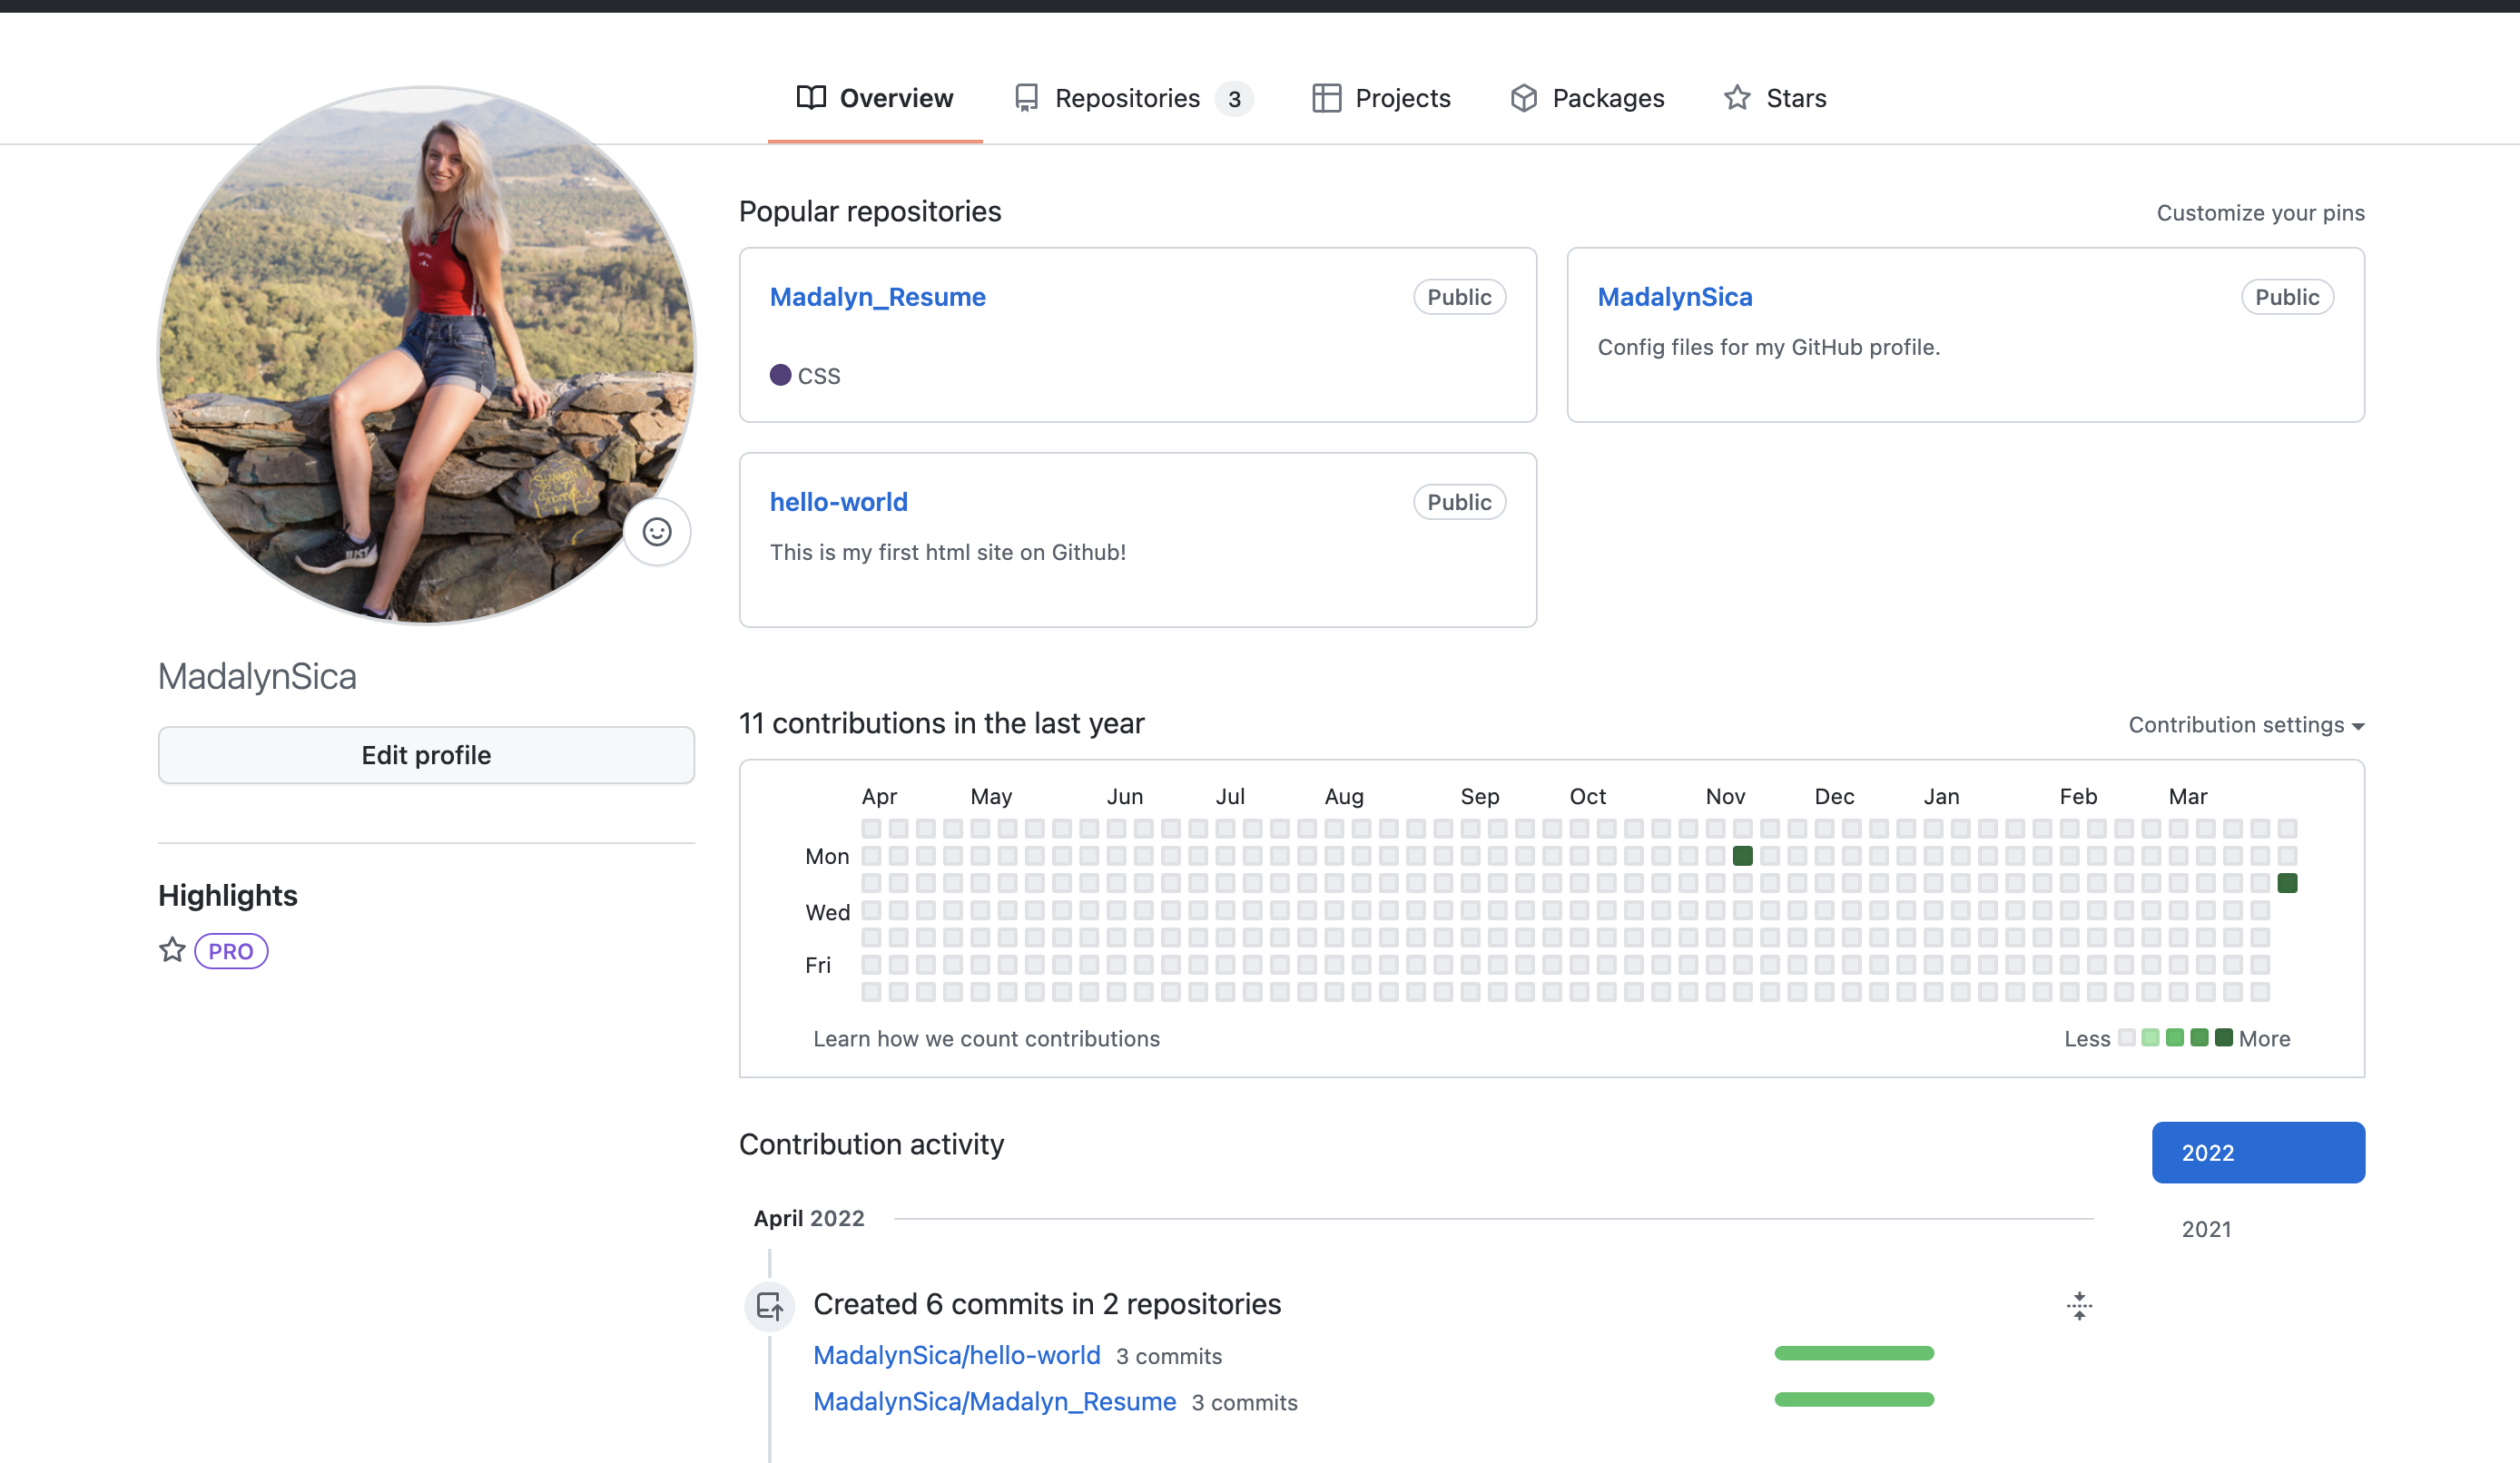 Overview
Repositories 3
Projects
Packages
Stars
Popular repositories
Customize your pins
Madalyn_Resume
Public
CSS
MadalynSica
Public
Config files for my GitHub profile.
hello-world
Public
This is my first html site on Github!
MadalynSica
Edit profile
Highlights
PRO
11 contributions in the last year
Contribution settings
Apr May Jun Jul Aug Sep Oct Nov Dec Jan Feb Mar
Mon
Wed
Fri
Learn how we count contributions
Less More
Contribution activity
2022
2021
April 2022
Created 6 commits in 2 repositories
MadalynSica/hello-world 3 commits
MadalynSica/Madalyn_Resume 3 commits